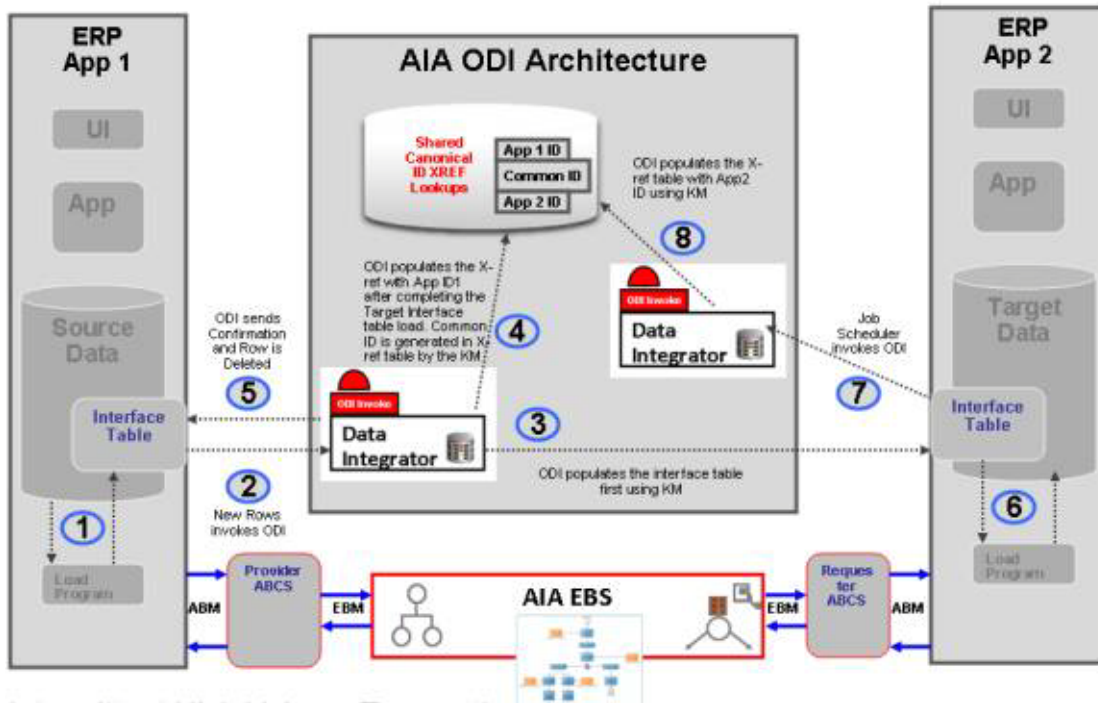 ERP
App 1
UI
App
Source
Data
Interface
Table
1
Load
Program
AIA ODI Architecture
Shared
Canonical
ID XREF
Lookups
App 1 ID
Common ID
App 2 ID
ODI populates the X-
ref table with App2
ID using KM
8
ODI populates the X-
ref with App ID1
after completing the
Target Interface
table load. Common
ID is generated in X-
ref table by the KM
4
ODI sends
Confirmation
and Row is
Deleted
5
ODI Invoke
Data
Integrator
ODI Invoke
Data
Integrator
Job
Scheduler
invokes ODI
7
3
ODI populates the interface table
first using KM
2
New Rows
invokes ODI
ERP
App 2
UI
App
Target
Data
Interface
Table
6
Load
Program
ABM
Provider
ABCS
EBM
AIA EBS
EBM
Reques
ter
ABCS
ABM